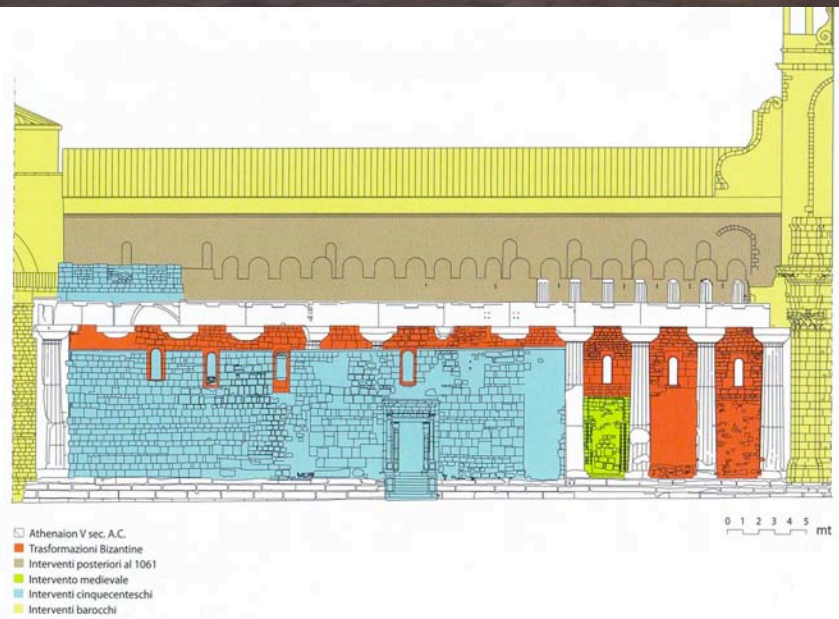 Athenaion V sec. A.C.
Trasformazioni Bizantine
Interventi posteriori al 1061
Intervento medievale
Interventi cinquecenteschi
Interventi barocchi
0 1 2 3 4 5 mt